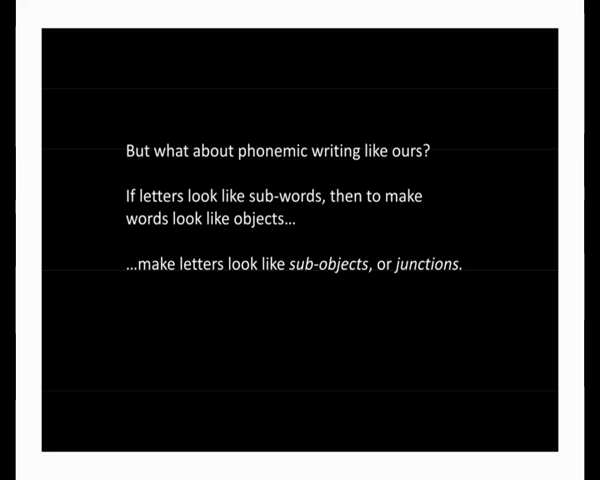 But what about phonemic writing like ours?
If letters look like sub-words, then to make
words look like objects…
…make letters look like sub-objects, or junctions.